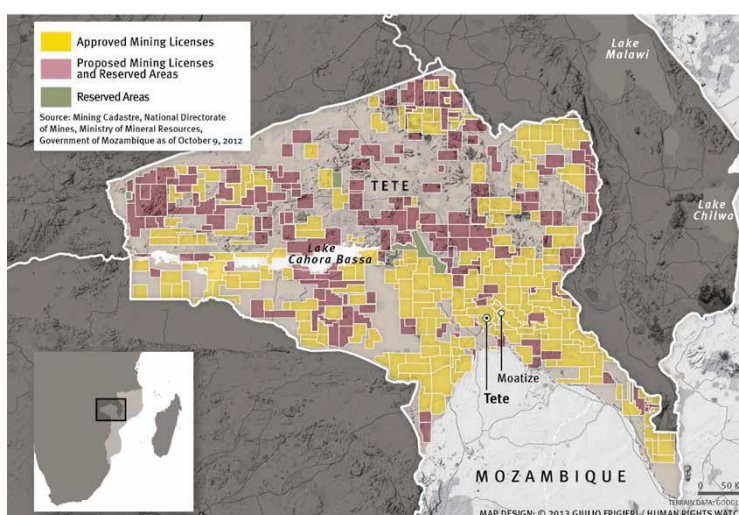 Approved Mining Licenses
Proposed Mining Licenses
and Reserved Areas
Reserved Areas
Source: Mining Cadastre, National Directorate
of Mines, Ministry of Mineral Resources,
Government of Mozambique as of October 9, 2012
Lake
Malawi
TETE
Lake
Chilwa
Lake
Cahora Bassa
Moatize
Tete
MOZAMBIQUE
0 50 K
TERRAIN DATA: GOOGL
MAP DESIGN: © 2013 GIULIO FRIGIERI / HUMAN RIGHTS WATC